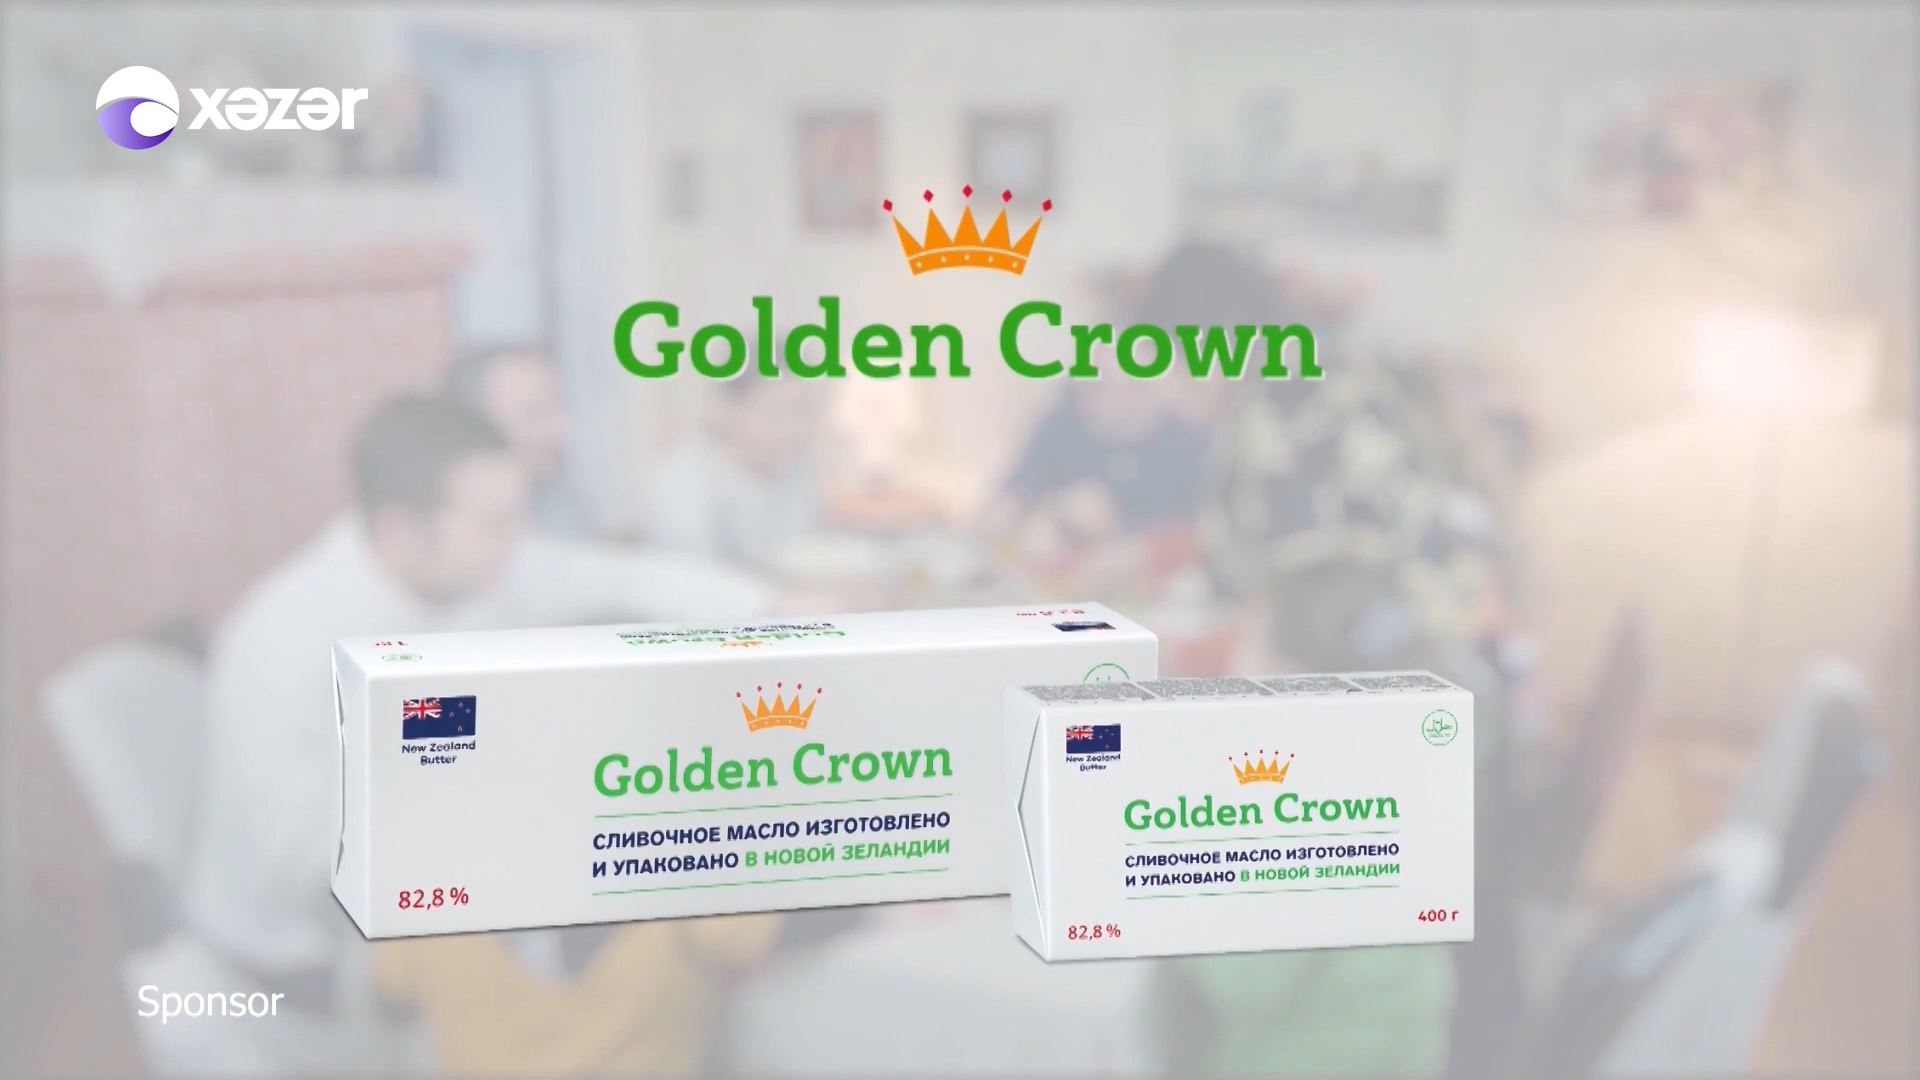 xəzər
Golden Crown
New Zealand
Butter
Golden Crown
СЛИВОЧНОЕ МАСЛО ИЗГОТОВЛЕНО
И УПАКОВАНО В НОВОЙ ЗЕЛАНДИИ
82,8 %
New Zealand
Butter
Golden Crown
СЛИВОЧНОЕ МАСЛО ИЗГОТОВЛЕНО
И УПАКОВАНО В НОВОЙ ЗЕЛАНДИИ
82,8 %
400 г
Sponsor